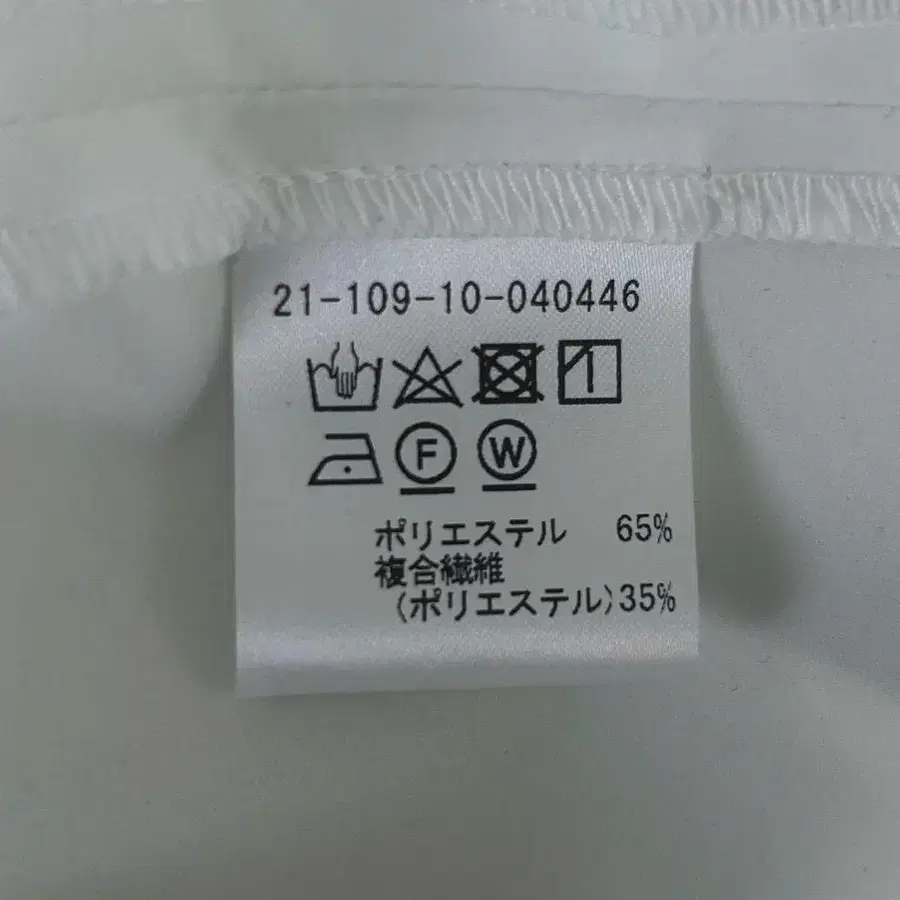 21-109-10-040446
F W
ポリエステル 65%
複合繊維
(ポリエステル)35%